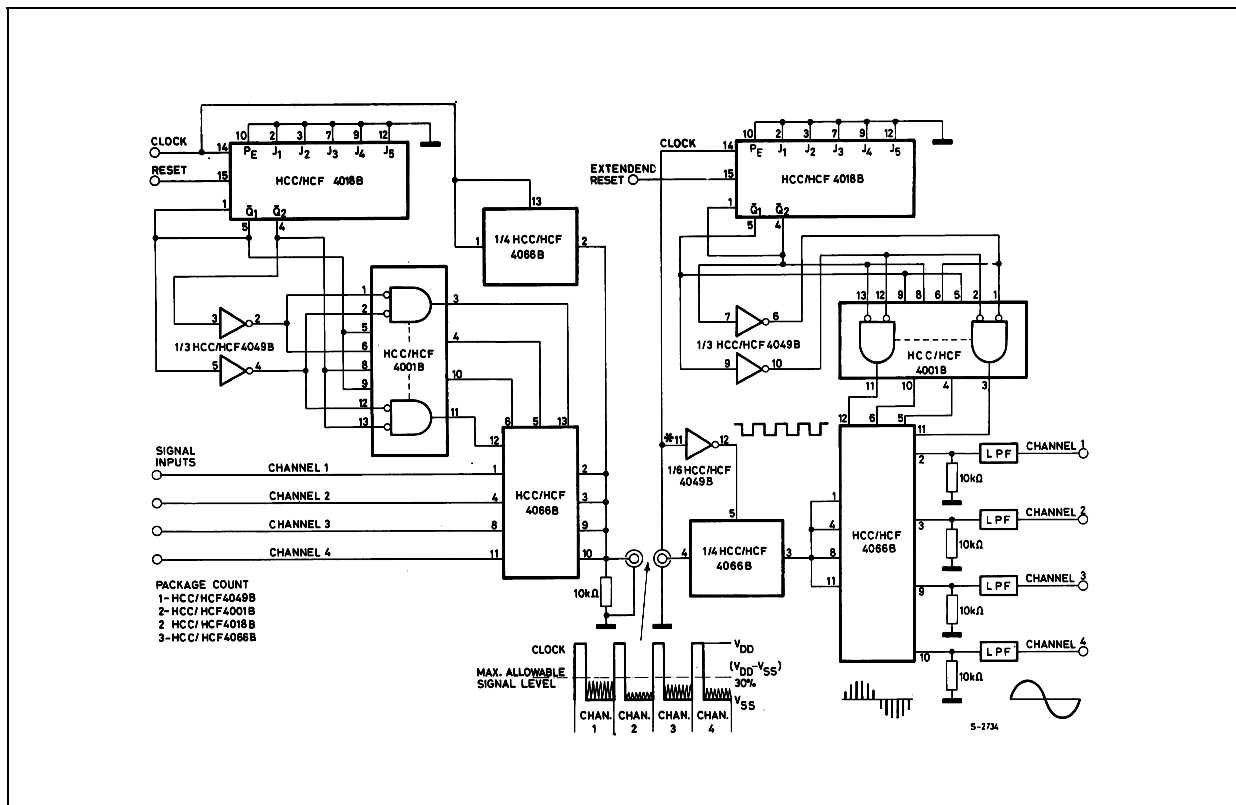 CLOCK
RESET
14
15
1
10 2 3 7 9 12
PE J1 J2 J3 J4 J5
HCC/HCF 4018B
Q̄1 Q̄2
5 4
13
1 1/4 HCC/HCF 2
4066B
3 2
1/3 HCC/HCF4049B
5 4
1
2
5
6
8
9
12
13
HCC/HCF
4001B
3
4
10
11
6 5 13
12
1
4
8
11
HCC/HCF
4066B
2
3
9
10
SIGNAL
INPUTS
CHANNEL 1
CHANNEL 2
CHANNEL 3
CHANNEL 4
10kΩ
PACKAGE COUNT
1-HCC/HCF4049B
2-HCC/HCF4001B
2 HCC/HCF4018B
3-HCC/HCF4066B
CLOCK
VDD
MAX. ALLOWABLE
SIGNAL LEVEL
(VDD-VSS)
30%
VSS
CHAN. CHAN. CHAN. CHAN.
1 2 3 4
CLOCK
EXTENDEND
RESET
14
15
1
10 2 3 7 9 12
PE J1 J2 J3 J4 J5
HCC/HCF 4018B
Q̄1 Q̄2
5 4
7 6
1/3 HCC/HCF4049B
9 10
13 12 9 8 6 5 2 1
HCC/HCF
4001B
11 10 4 3
12 6 5 11
*11 12
1/6 HCC/HCF
4049B
5
4 1/4 HCC/HCF 3
4066B
1
4
8
11
HCC/HCF
4066B
2
3
9
10
LPF CHANNEL 1
10kΩ
LPF CHANNEL 2
10kΩ
LPF CHANNEL 3
10kΩ
LPF CHANNEL 4
10kΩ
S-2734